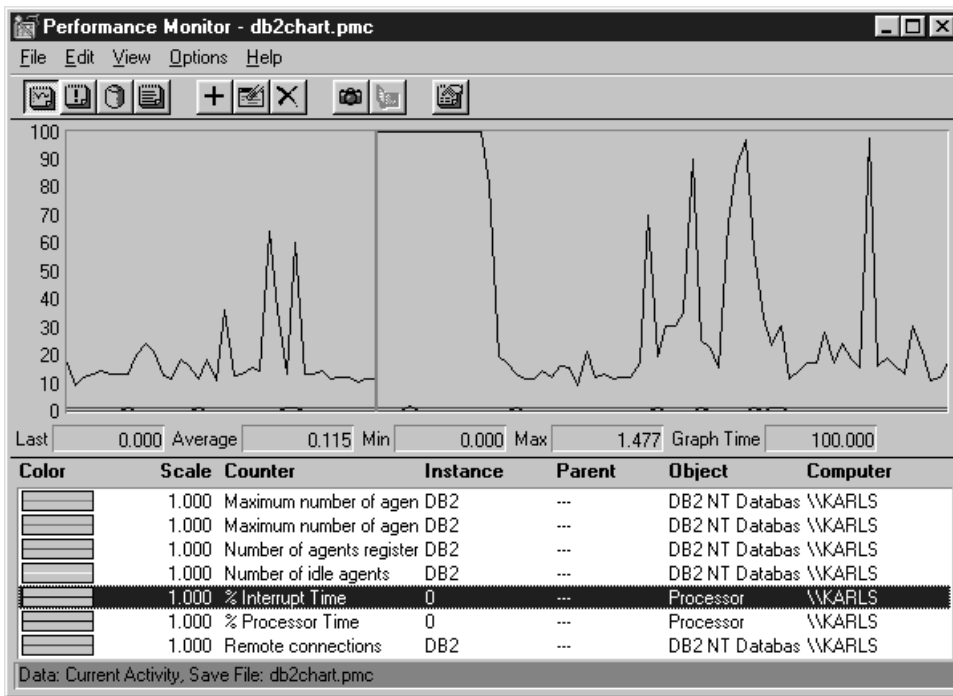 Performance Monitor - db2chart.pmc
File Edit View Options Help
100
90
80
70
60
50
40
30
20
10
0
Last 0.000 Average 0.115 Min 0.000 Max 1.477 Graph Time 100.000
Color Scale Counter Instance Parent Object Computer
1.000 Maximum number of agen DB2 --- DB2 NT Databas \\KARLS
1.000 Maximum number of agen DB2 --- DB2 NT Databas \\KARLS
1.000 Number of agents register DB2 --- DB2 NT Databas \\KARLS
1.000 Number of idle agents DB2 --- DB2 NT Databas \\KARLS
1.000 % Interrupt Time 0 --- Processor \\KARLS
1.000 % Processor Time 0 --- Processor \\KARLS
1.000 Remote connections DB2 --- DB2 NT Databas \\KARLS
Data: Current Activity, Save File: db2chart.pmc